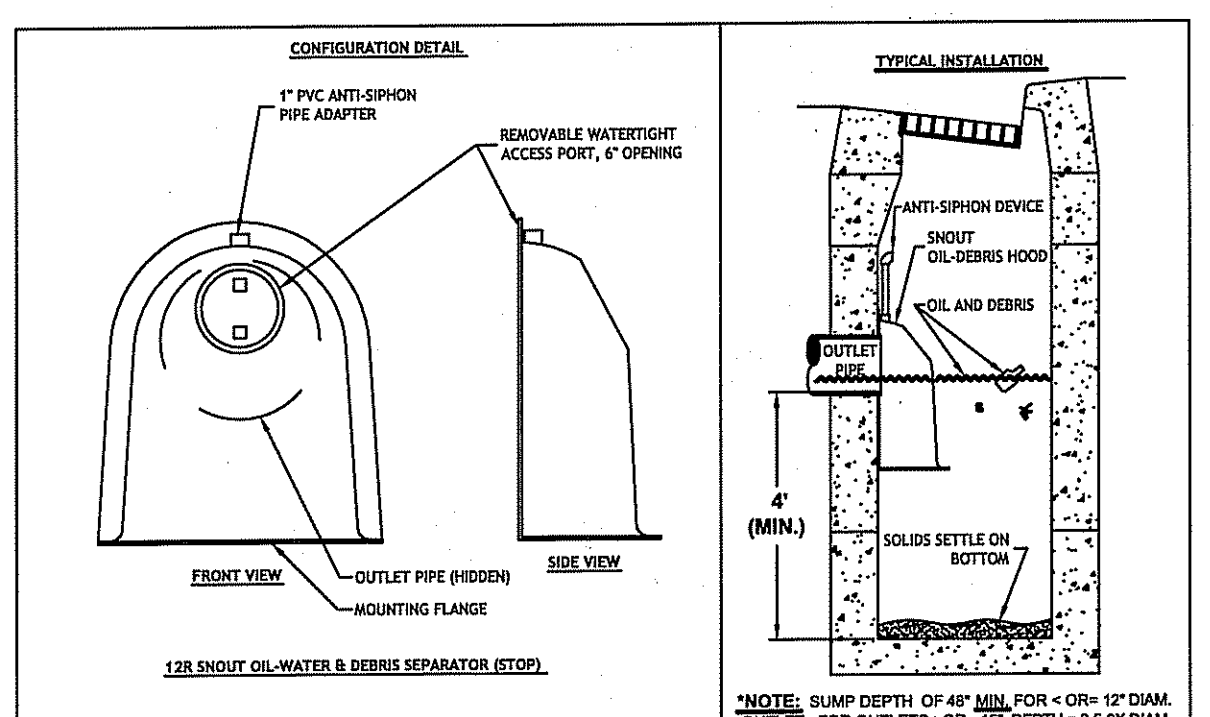 CONFIGURATION DETAIL
1" PVC ANTI-SIPHON
PIPE ADAPTER
REMOVABLE WATERTIGHT
ACCESS PORT, 6" OPENING
FRONT VIEW
SIDE VIEW
OUTLET PIPE (HIDDEN)
MOUNTING FLANGE
12R SNOUT OIL-WATER & DEBRIS SEPARATOR (STOP)
TYPICAL INSTALLATION
ANTI-SIPHON DEVICE
SNOUT
OIL-DEBRIS HOOD
OIL AND DEBRIS
OUTLET
PIPE
4'
(MIN.)
SOLIDS SETTLE ON
BOTTOM
*NOTE: SUMP DEPTH OF 48" MIN. FOR < OR= 12" DIAM.